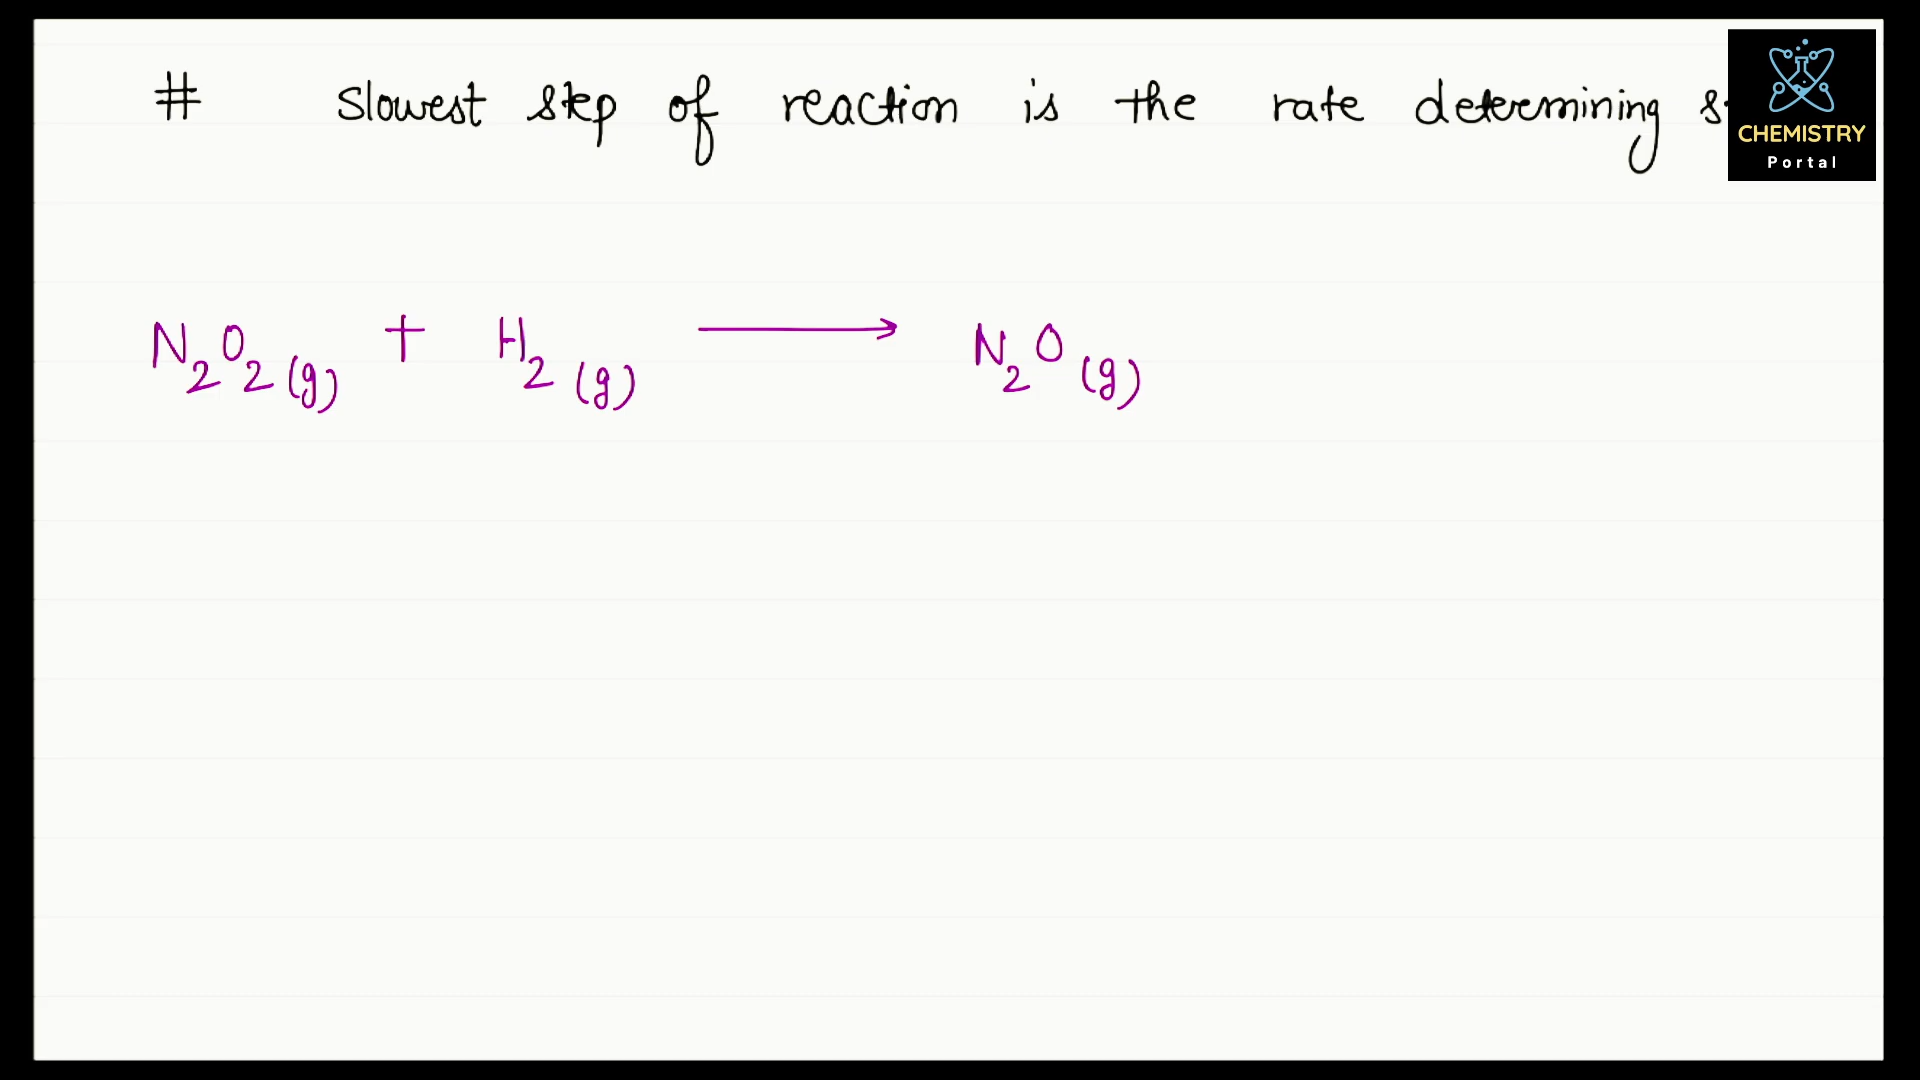 # Slowest step of reaction is the rate determining
CHEMISTRY
Portal
N₂O₂(g) + H₂(g) ⟶ N₂O(g)